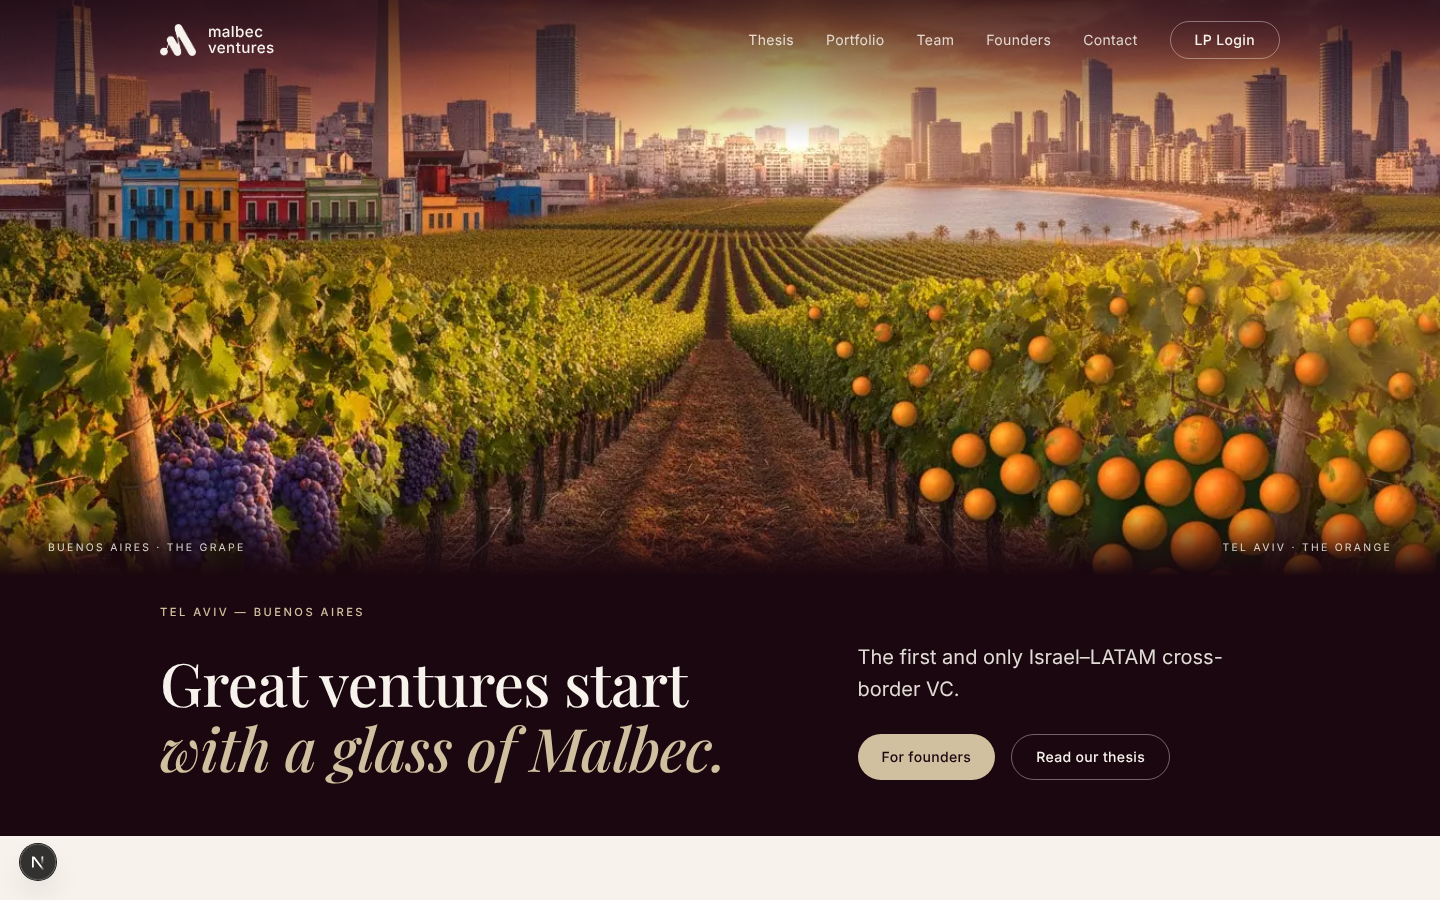 malbec
ventures
Thesis
Portfolio
Team
Founders
Contact
LP Login
BUENOS AIRES · THE GRAPE
TEL AVIV · THE ORANGE
TEL AVIV — BUENOS AIRES
Great ventures start
with a glass of Malbec.
The first and only Israel–LATAM cross-
border VC.
For founders
Read our thesis
N